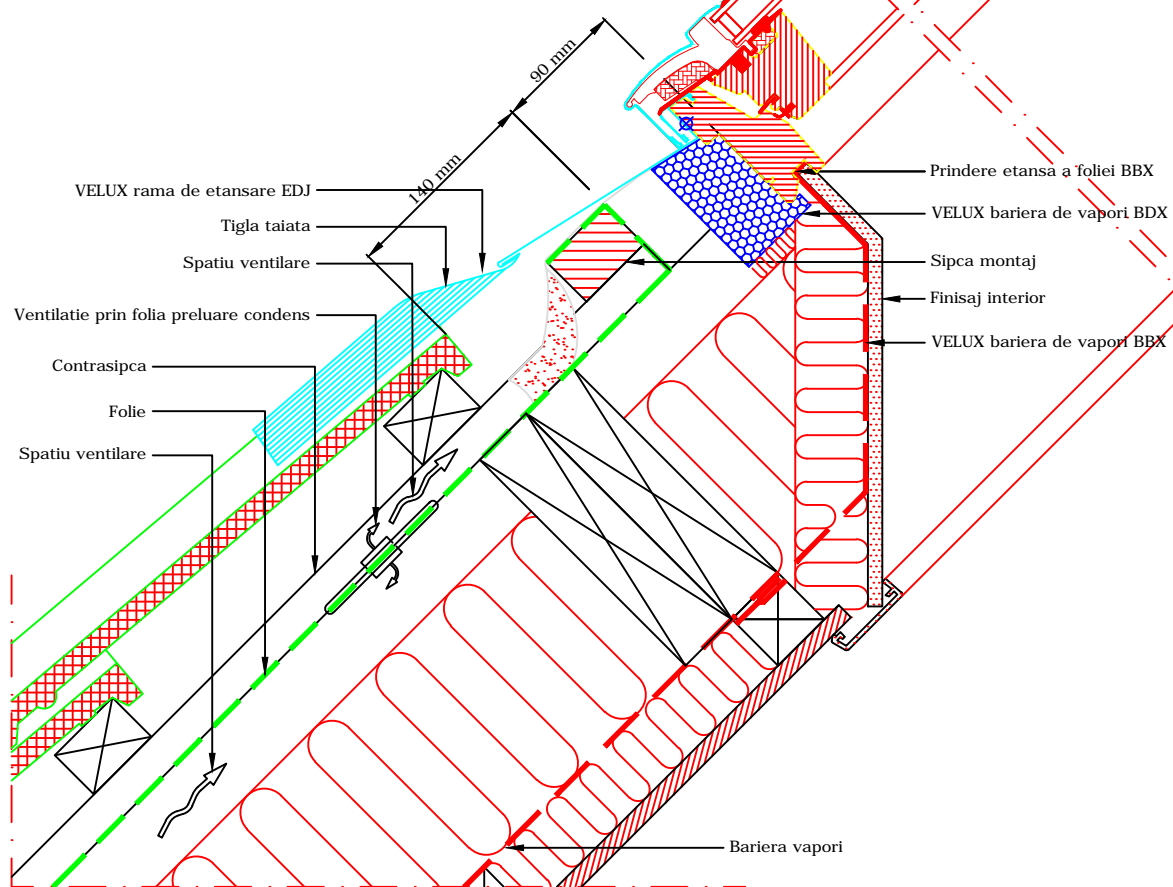 90 mm
140 mm
VELUX rama de etansare EDJ
Tigla taiata
Spatiu ventilare
Ventilatie prin folia preluare condens
Contrasipca
Folie
Spatiu ventilare
Prindere etansa a foliei BBX
VELUX bariera de vapori BDX
Sipca montaj
Finisaj interior
VELUX bariera de vapori BBX
Bariera vapori